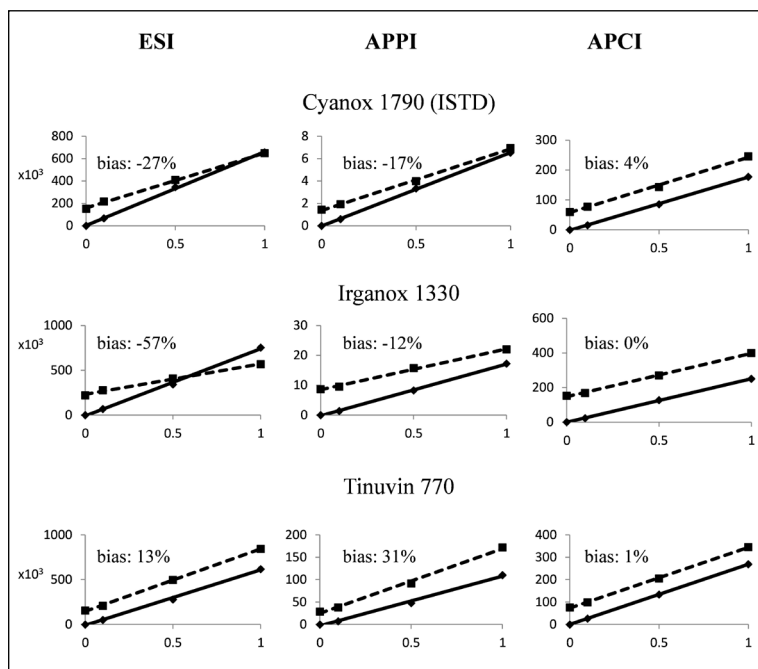 ESI APPI APCI
Cyanox 1790 (ISTD)
x10³
800
600
400
200
0
bias: -27%
0 0.5 1
8
6
4
2
0
bias: -17%
0 0.5 1
300
200
100
0
bias: 4%
0 0.5 1
Irganox 1330
x10³
1000
500
0
bias: -57%
0 0.5 1
30
20
10
0
bias: -12%
0 0.5 1
600
400
200
0
bias: 0%
0 0.5 1
Tinuvin 770
x10³
1000
500
0
bias: 13%
0 0.5 1
200
150
100
50
0
bias: 31%
0 0.5 1
400
300
200
100
0
bias: 1%
0 0.5 1